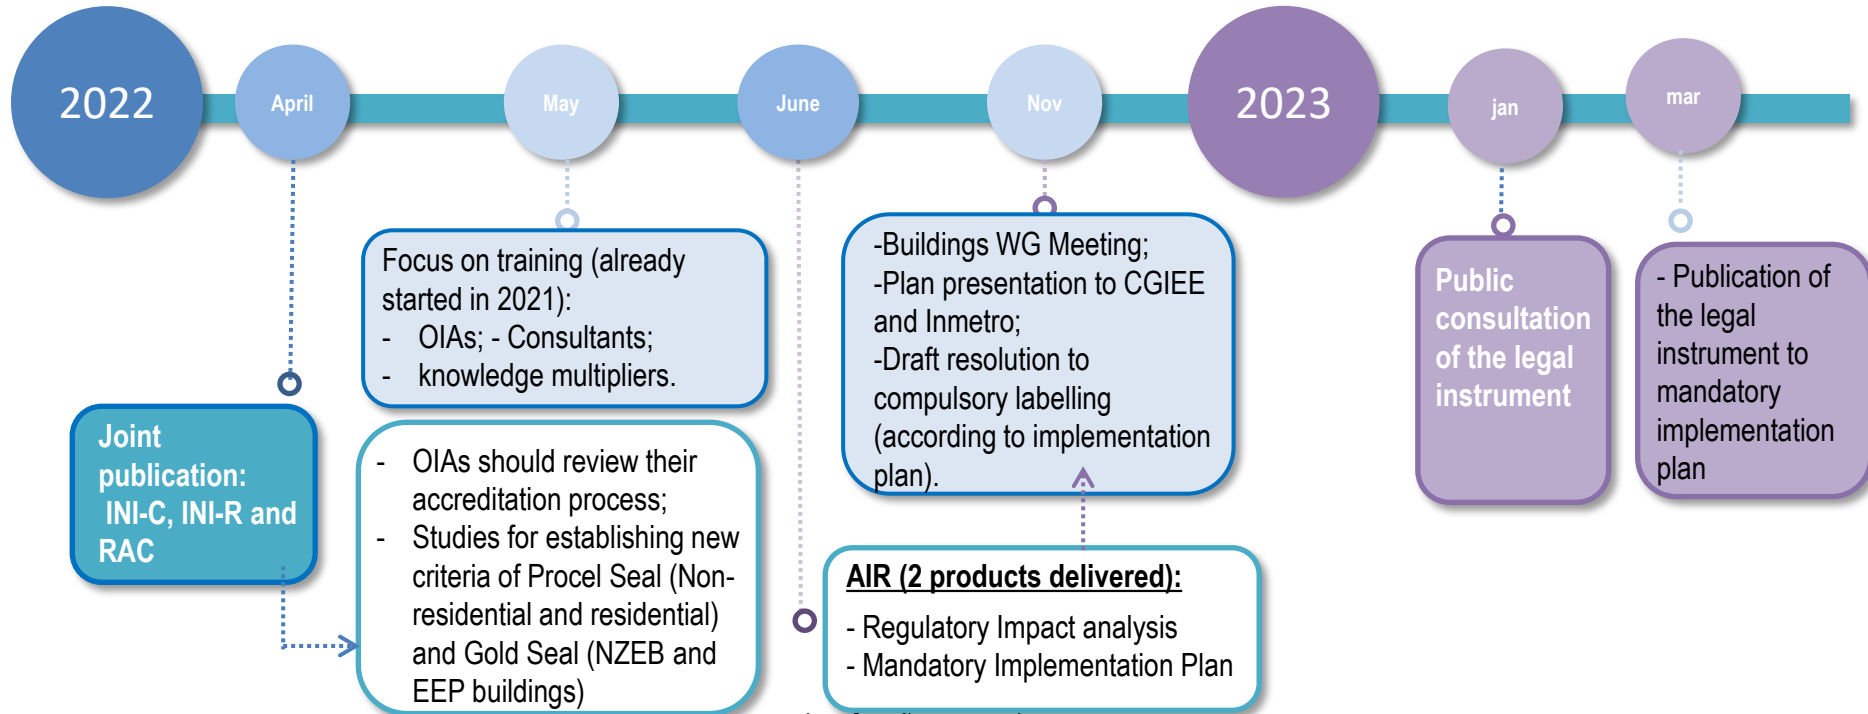 2022
April
May
June
Nov
2023
jan
mar
Joint
publication:
INI-C, INI-R and
RAC
Focus on training (already
started in 2021):
- OIAs; - Consultants;
- knowledge multipliers.
- OIAs should review their
accreditation process;
- Studies for establishing new
criteria of Procel Seal (Non-
residential and residential)
and Gold Seal (NZEB and
EEP buildings)
-Buildings WG Meeting;
-Plan presentation to CGIEE
and Inmetro;
-Draft resolution to
compulsory labelling
(according to implementation
plan).
AIR (2 products delivered):
- Regulatory Impact analysis
- Mandatory Implementation Plan
Public
consultation
of the legal
instrument
- Publication of
the legal
instrument to
mandatory
implementation
plan